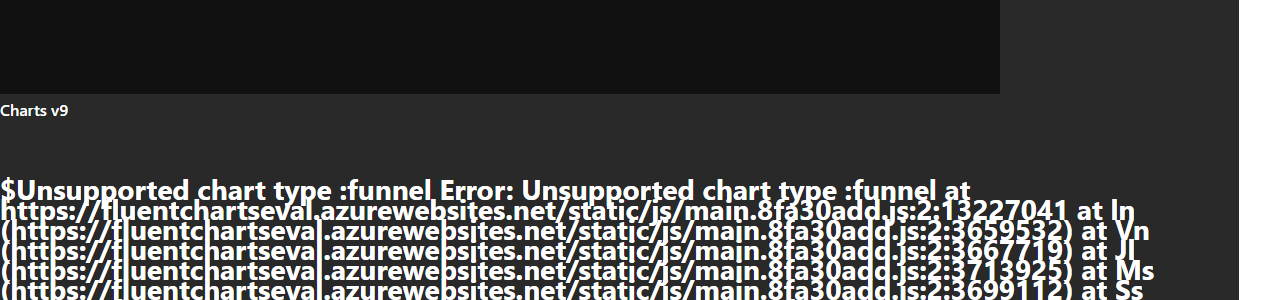 Charts v9
$Unsupported chart type :funnel Error: Unsupported chart type :funnel at
https://fluentchartseval.azurewebsites.net/static/js/main.8fa30add.js:2:13227041 at ln
(https://fluentchartseval.azurewebsites.net/static/js/main.8fa30add.js:2:3659532) at Vn
(https://fluentchartseval.azurewebsites.net/static/js/main.8fa30add.js:2:3667719) at Jl
(https://fluentchartseval.azurewebsites.net/static/js/main.8fa30add.js:2:3713925) at Ms
(https://fluentchartseval.azurewebsites.net/static/js/main.8fa30add.js:2:3699112) at Ss